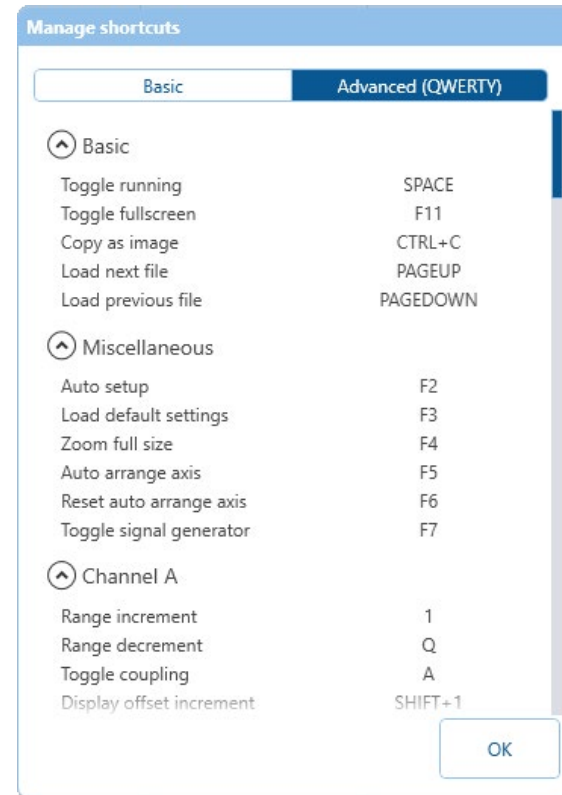 Manage shortcuts
Basic Advanced (QWERTY)
Basic
Toggle running SPACE
Toggle fullscreen F11
Copy as image CTRL+C
Load next file PAGEUP
Load previous file PAGEDOWN
Miscellaneous
Auto setup F2
Load default settings F3
Zoom full size F4
Auto arrange axis F5
Reset auto arrange axis F6
Toggle signal generator F7
Channel A
Range increment 1
Range decrement Q
Toggle coupling A
Display offset increment SHIFT+1
OK